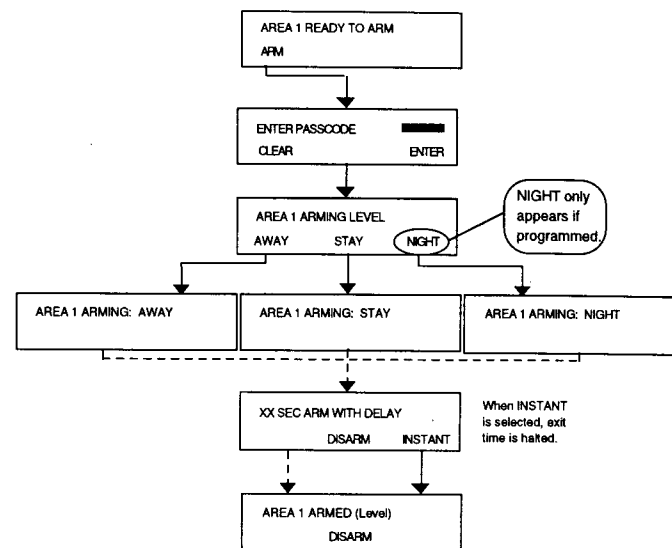 AREA 1 READY TO ARM
ARM
ENTER PASSCODE
CLEAR ENTER
AREA 1 ARMING LEVEL
AWAY STAY NIGHT
NIGHT only
appears if
programmed.
AREA 1 ARMING: AWAY
AREA 1 ARMING: STAY
AREA 1 ARMING: NIGHT
XX SEC ARM WITH DELAY
DISARM INSTANT
When INSTANT
is selected, exit
time is halted.
AREA 1 ARMED (Level)
DISARM